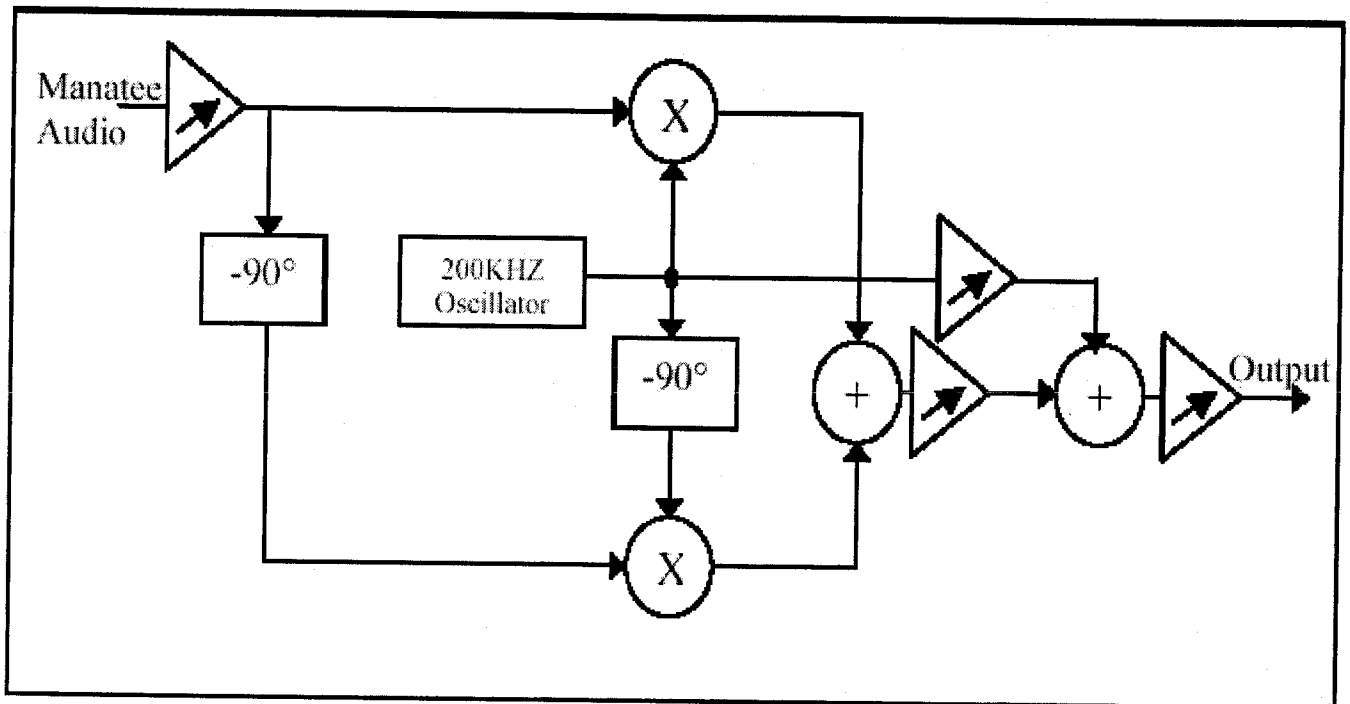 Manatee
Audio
X
-90°
200KHZ
Oscillator
-90°
+
+
Output
X